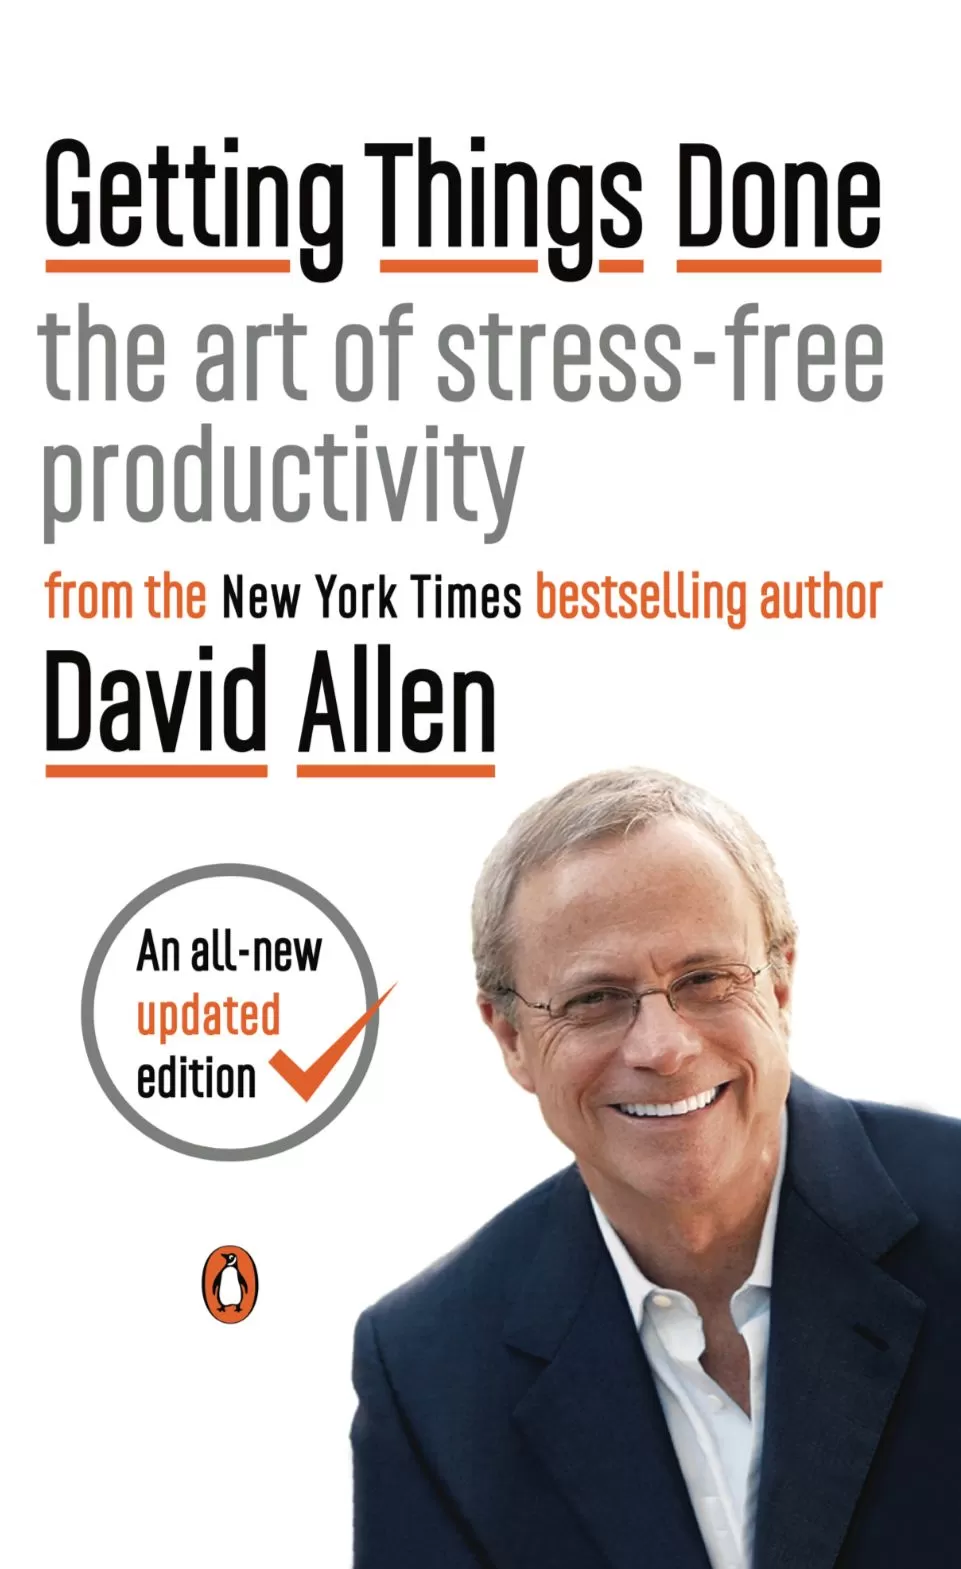 Getting Things Done
the art of stress-free
productivity
from the New York Times bestselling author
David Allen
An all-new
updated
edition